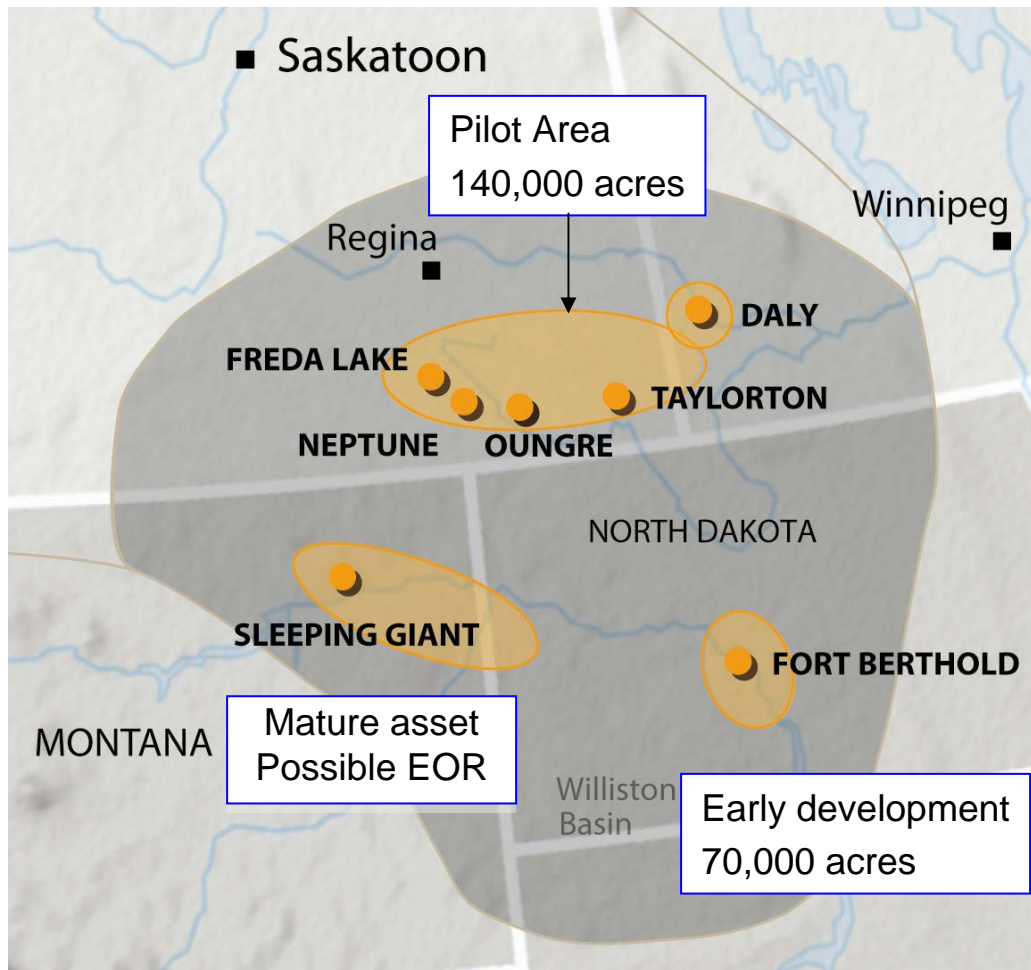 Saskatoon
Pilot Area
140,000 acres
Winnipeg
Regina
DALY
FREDA LAKE
TAYLORTON
NEPTUNE
OUNGRE
NORTH DAKOTA
SLEEPING GIANT
FORT BERTHOLD
MONTANA
Mature asset
Possible EOR
Williston
Basin
Early development
70,000 acres